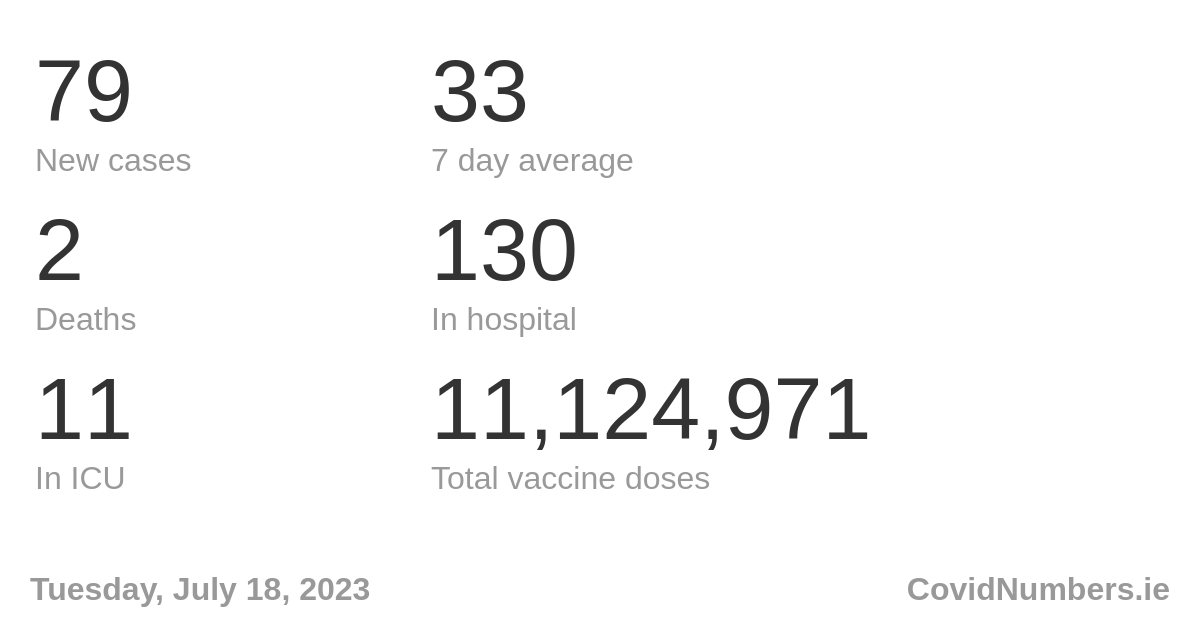 79
33
New cases
7 day average
2
130
Deaths
In hospital
11
11,124,971
In ICU
Total vaccine doses
Tuesday, July 18, 2023
CovidNumbers.ie